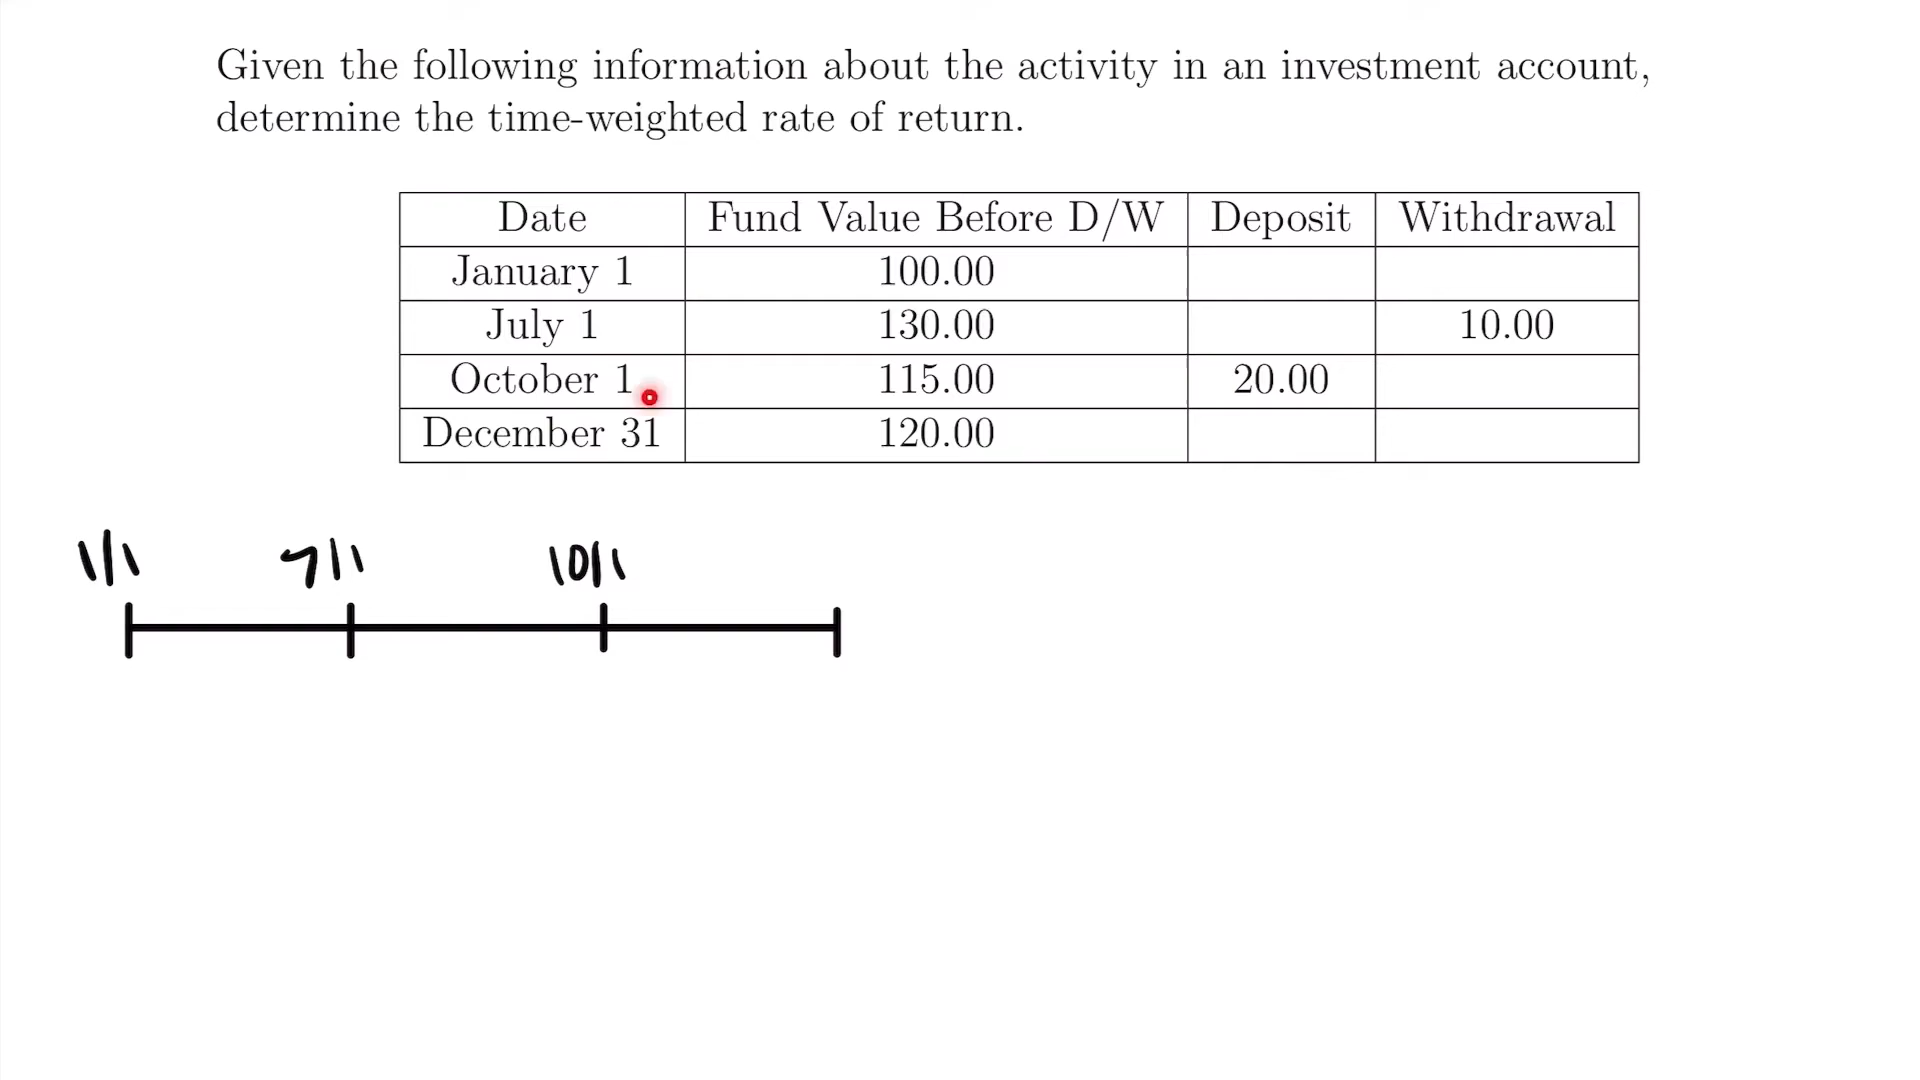 Given the following information about the activity in an investment account,
determine the time-weighted rate of return.
Date Fund Value Before D/W Deposit Withdrawal
January 1 100.00
July 1 130.00 10.00
October 1 115.00 20.00
December 31 120.00
1/1 7/1 10/1